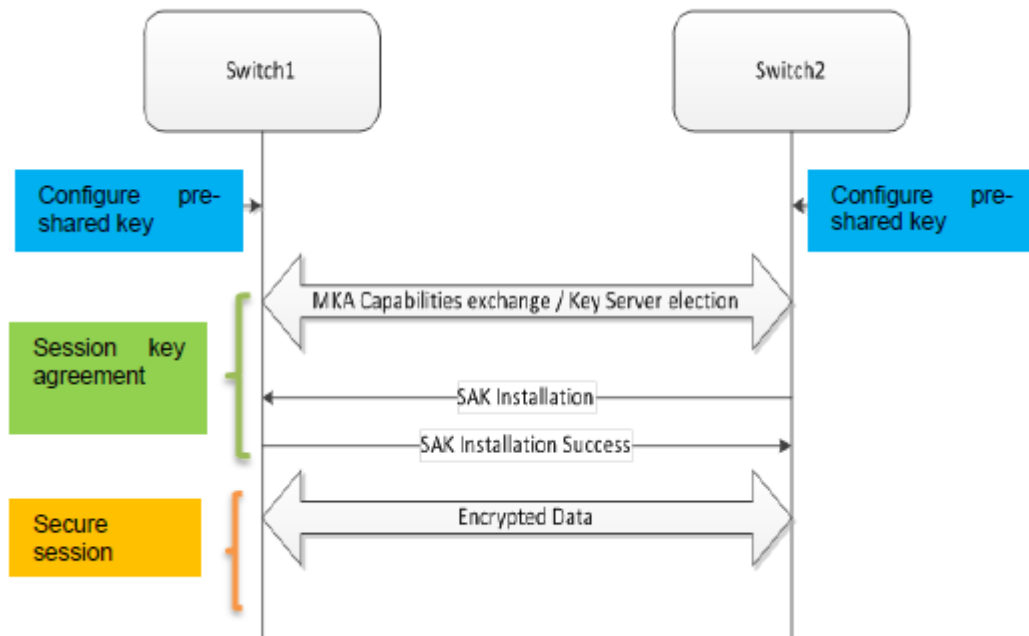 Switch1
Switch2
Configure pre-
shared key
Configure pre-
shared key
MKA Capabilities exchange / Key Server election
Session key
agreement
SAK Installation
SAK Installation Success
Secure
session
Encrypted Data